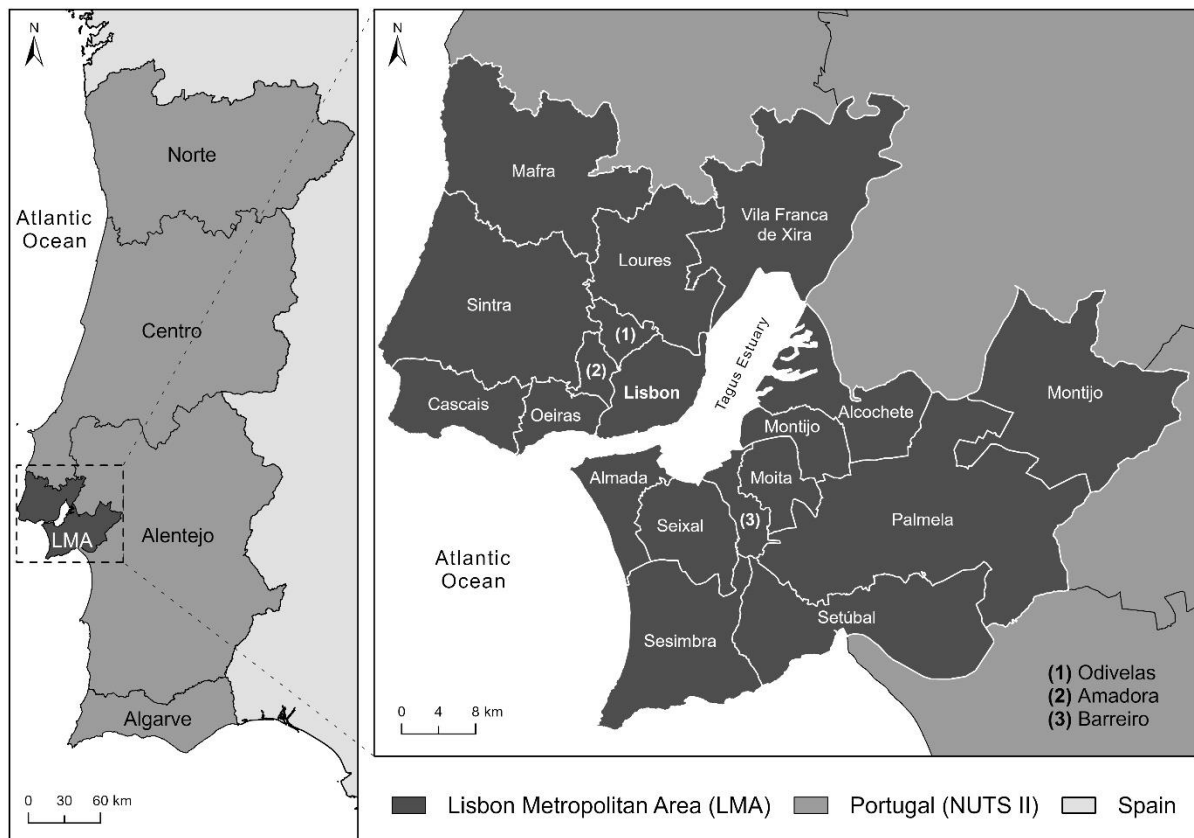 N
Norte
Atlantic
Ocean
Centro
LMA
Alentejo
Algarve
0 30 60 km
N
Mafra
Vila Franca
de Xira
Loures
Sintra
(1)
(2)
Lisbon
Tagus Estuary
Cascais
Oeiras
Montijo
Alcochete
Montijo
Almada
Moita
Seixal
(3)
Palmela
Atlantic
Ocean
Setúbal
Sesimbra
(1) Odivelas
(2) Amadora
(3) Barreiro
0 4 8 km
Lisbon Metropolitan Area (LMA)
Portugal (NUTS II)
Spain